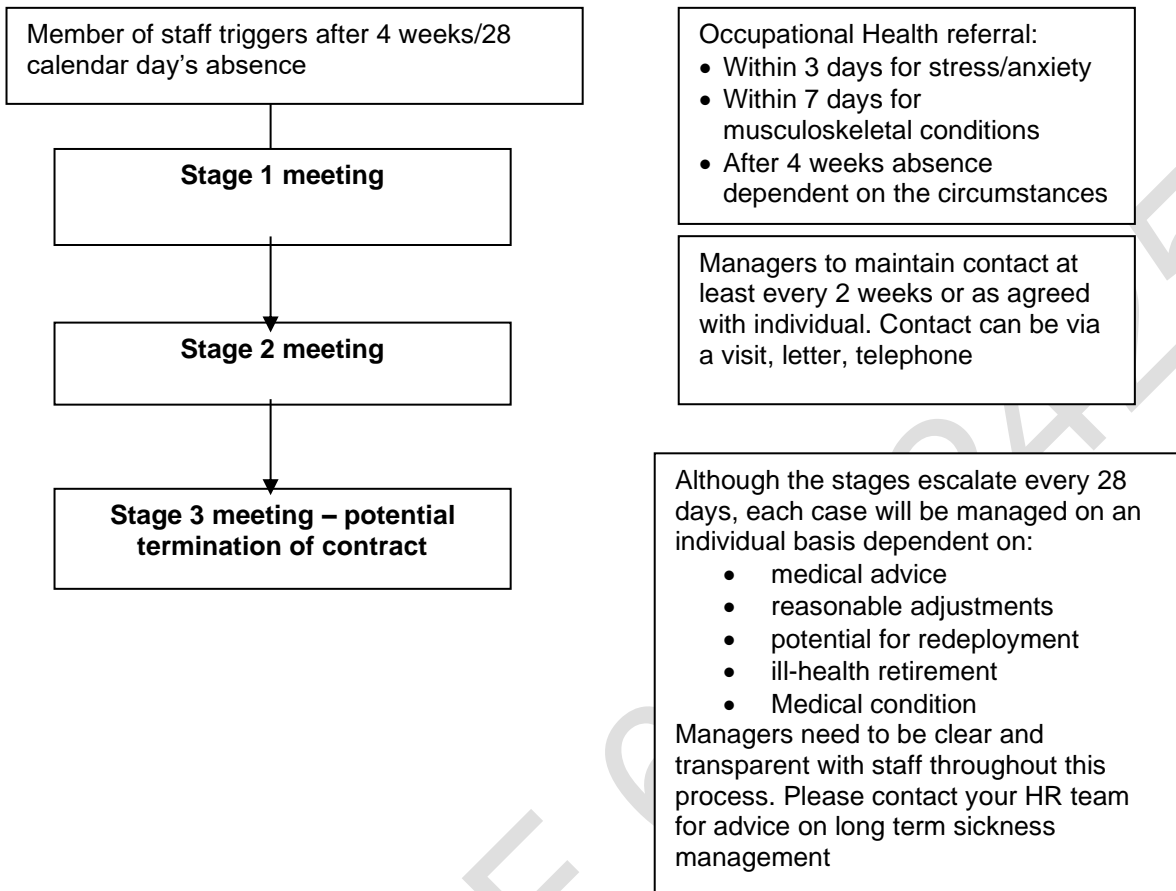 Member of staff triggers after 4 weeks/28
calendar day’s absence
Stage 1 meeting
Stage 2 meeting
Stage 3 meeting – potential
termination of contract
Occupational Health referral:
• Within 3 days for stress/anxiety
• Within 7 days for
musculoskeletal conditions
• After 4 weeks absence
dependent on the circumstances
Managers to maintain contact at
least every 2 weeks or as agreed
with individual. Contact can be via
a visit, letter, telephone
Although the stages escalate every 28
days, each case will be managed on an
individual basis dependent on:
• medical advice
• reasonable adjustments
• potential for redeployment
• ill-health retirement
• Medical condition
Managers need to be clear and
transparent with staff throughout this
process. Please contact your HR team
for advice on long term sickness
management